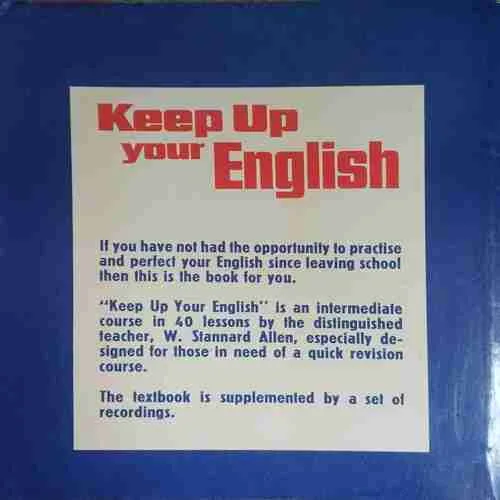 Keep Up
your English
If you have not had the opportunity to practise
and perfect your English since leaving school
then this is the book for you.
"Keep Up Your English" is an intermediate
course in 40 lessons by the distinguished
teacher, W. Stannard Allen, especially de-
signed for those in need of a quick revision
course.
The textbook is supplemented by a set of
recordings.